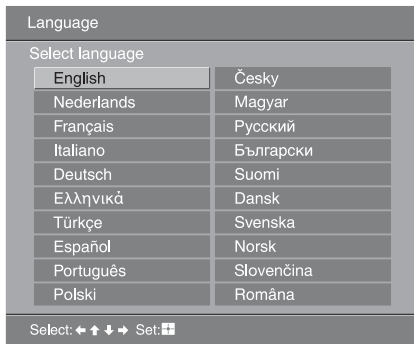 Language
Select language
English
Nederlands
Français
Italiano
Deutsch
Ελληνικά
Türkçe
Español
Português
Polski
Česky
Magyar
Русский
Български
Suomi
Dansk
Svenska
Norsk
Slovenčina
Româna
Select: ← ↑ ↓ → Set: